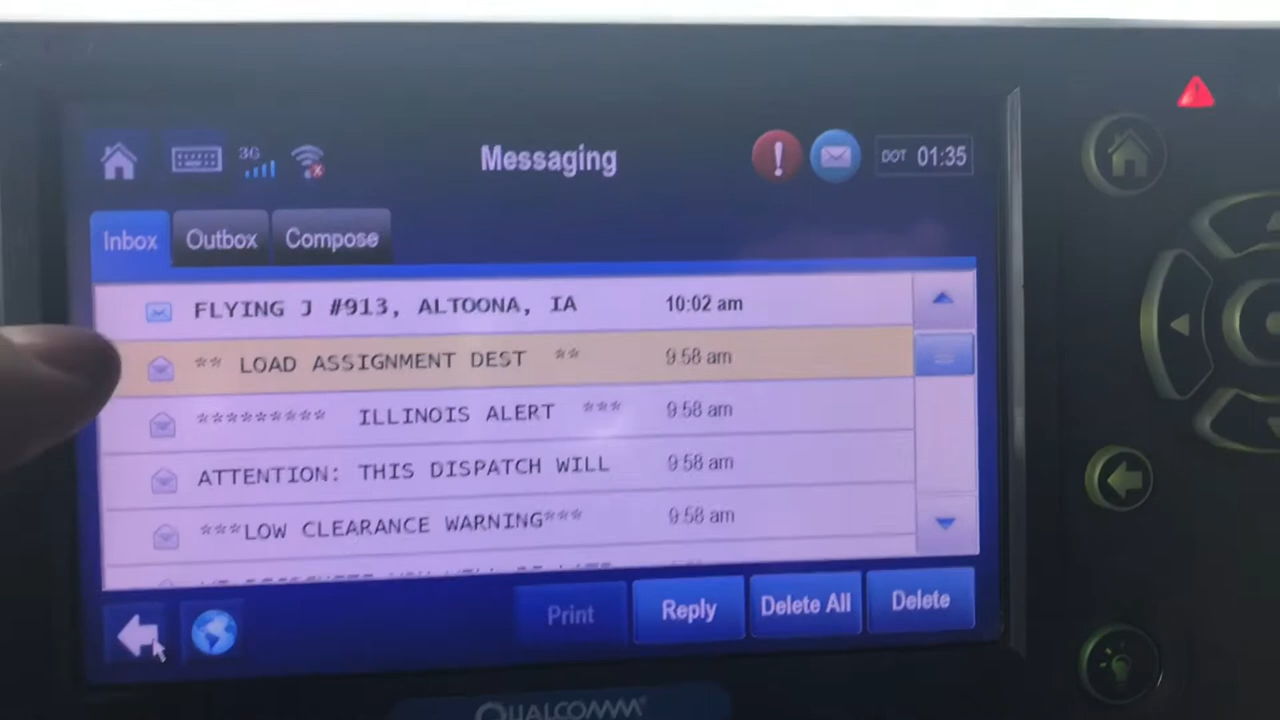 3G
Messaging
DOT 01:35
Inbox
Outbox
Compose
FLYING J #913, ALTOONA, IA 10:02 am
** LOAD ASSIGNMENT DEST ** 9:58 am
********* ILLINOIS ALERT *** 9:58 am
ATTENTION: THIS DISPATCH WILL 9:58 am
***LOW CLEARANCE WARNING*** 9:58 am
Print
Reply
Delete All
Delete
QUALCOMM